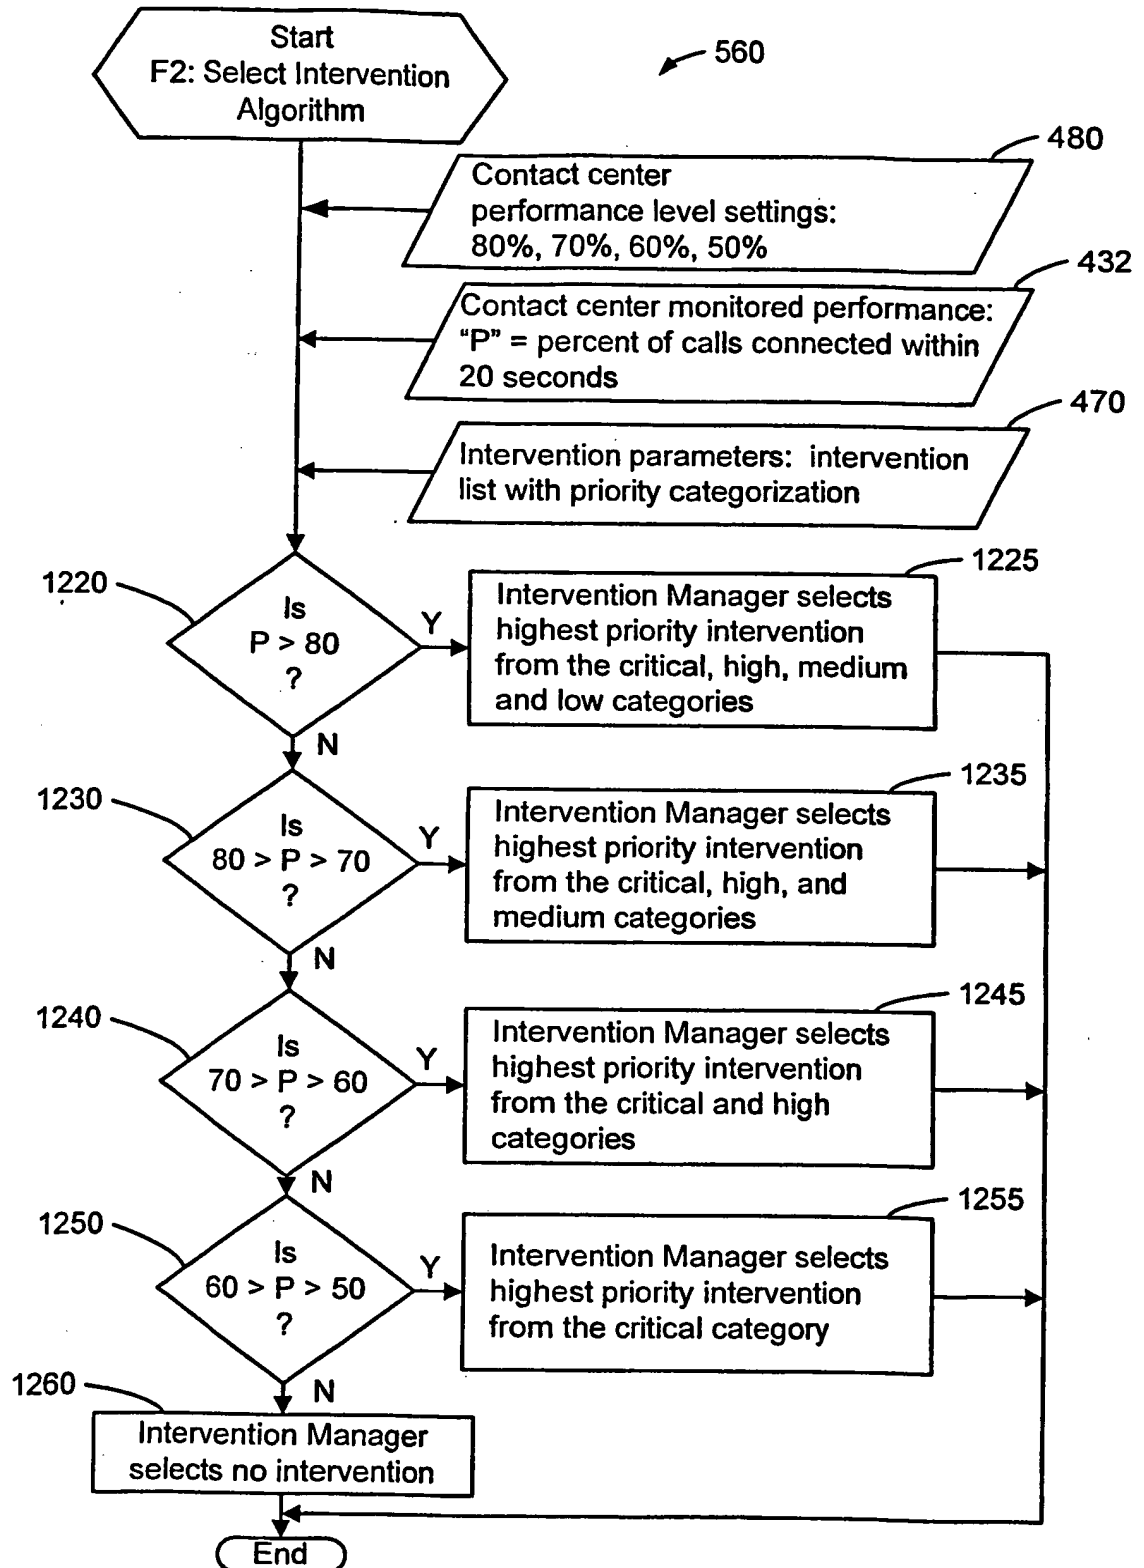 Start
F2: Select Intervention
Algorithm
560
480
Contact center
performance level settings:
80%, 70%, 60%, 50%
432
Contact center monitored performance:
"P" = percent of calls connected within
20 seconds
470
Intervention parameters: intervention
list with priority categorization
1220
Is
P > 80
?
Y
1225
Intervention Manager selects
highest priority intervention
from the critical, high, medium
and low categories
N
1230
Is
80 > P > 70
?
Y
1235
Intervention Manager selects
highest priority intervention
from the critical, high, and
medium categories
N
1240
Is
70 > P > 60
?
Y
1245
Intervention Manager selects
highest priority intervention
from the critical and high
categories
N
1250
Is
60 > P > 50
?
Y
1255
Intervention Manager selects
highest priority intervention
from the critical category
N
1260
Intervention Manager
selects no intervention
End